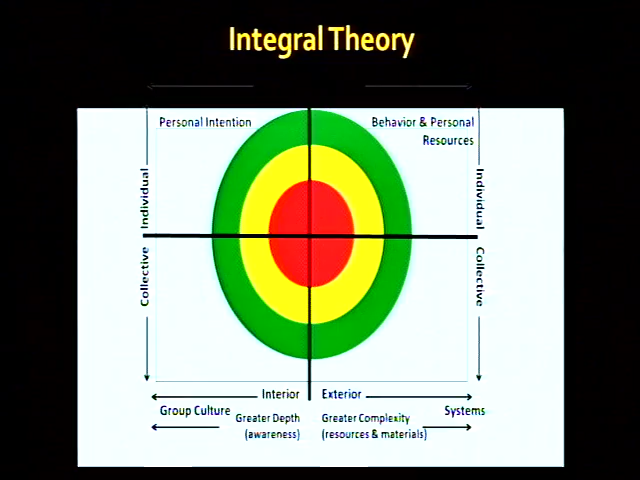 Integral Theory
Personal Intention
Behavior & Personal
Resources
Individual
Individual
Collective
Collective
Interior
Exterior
Group Culture
Systems
Greater Depth
(awareness)
Greater Complexity
(resources & materials)